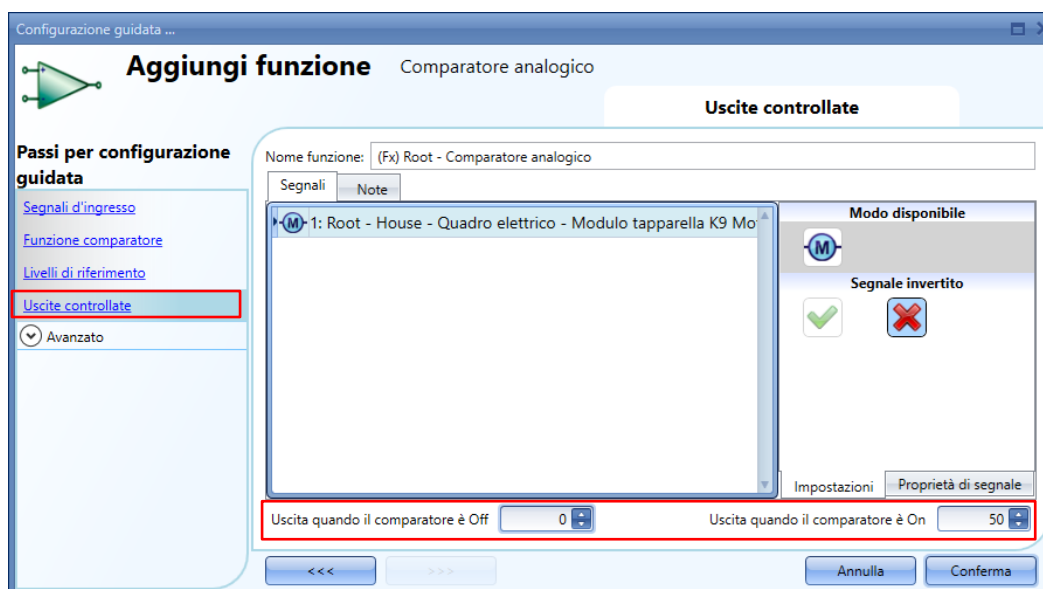 Configurazione guidata ...
Aggiungi funzione Comparatore analogico
Uscite controllate
Passi per configurazione
guidata
Segnali d'ingresso
Funzione comparatore
Livelli di riferimento
Uscite controllate
Avanzato
Nome funzione: (Fx) Root - Comparatore analogico
Segnali Note
M 1: Root - House - Quadro elettrico - Modulo tapparella K9 Mo
Modo disponibile
M
Segnale invertito
Impostazioni Proprietà di segnale
Uscita quando il comparatore è Off 0 Uscita quando il comparatore è On 50
<<< >>> Annulla Conferma